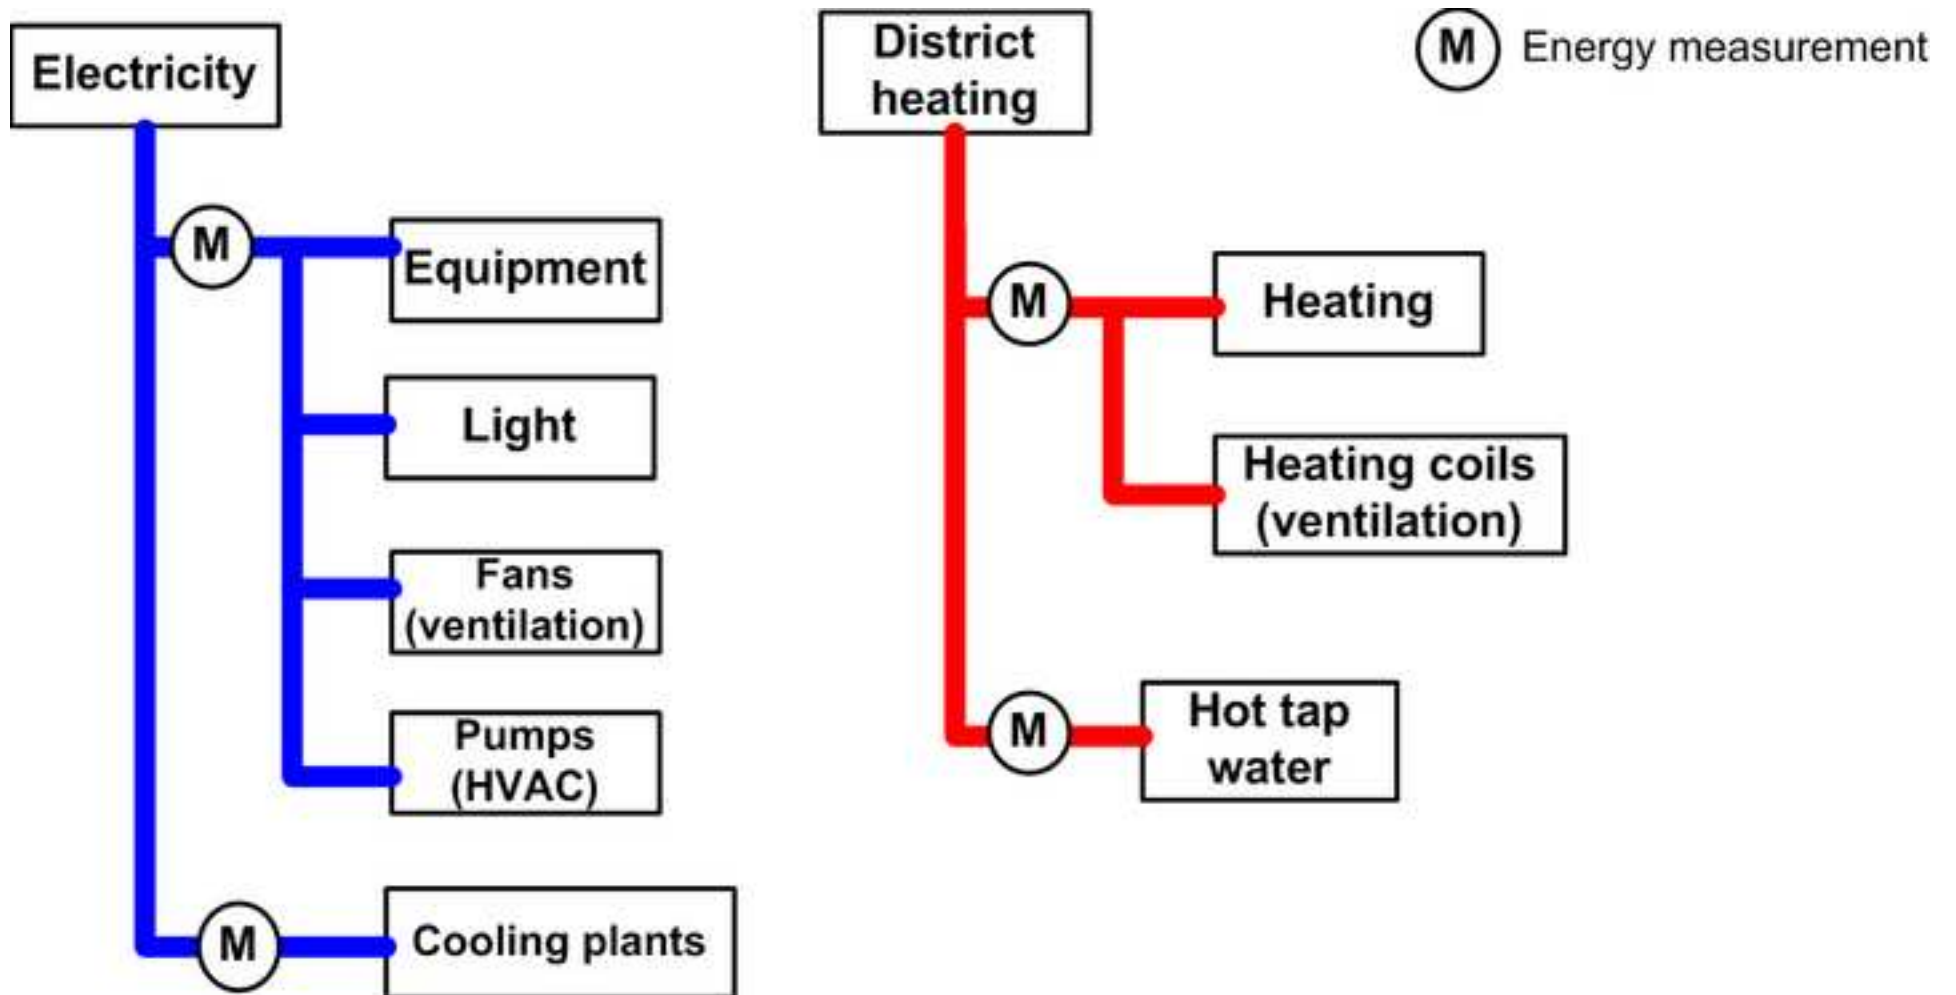 Electricity
M
Equipment
Light
Fans
(ventilation)
Pumps
(HVAC)
M
Cooling plants
District
heating
M
Heating
Heating coils
(ventilation)
M
Hot tap
water
M Energy measurement